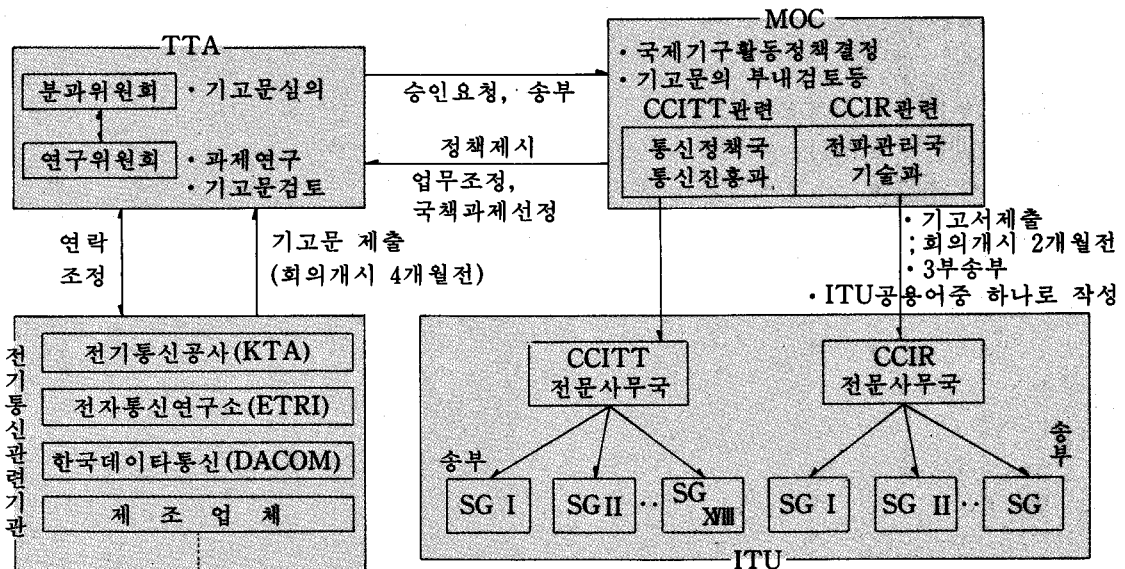 TTA
분과위원회 · 기고문심의
연구위원회 · 과제연구
· 기고문검토
승인요청, 송부
정책제시
업무조정,
국책과제선정
MOC
· 국제기구활동정책결정
· 기고문의 부내검토등
CCITT관련 CCIR관련
통신정책국 전파관리국
통신진흥과 기술과
연락
조정
기고문 제출
(회의개시 4개월전)
· 기고서제출
; 회의개시 2개월전
· 3부송부
· ITU공용어중 하나로 작성
전기통신관련기관
전기통신공사(KTA)
전자통신연구소(ETRI)
한국데이타통신(DACOM)
제 조 업 체
CCITT
전문사무국
CCIR
전문사무국
송부
송부
SG I SG II ·· SG XVIII
SG I SG II ·· SG
ITU